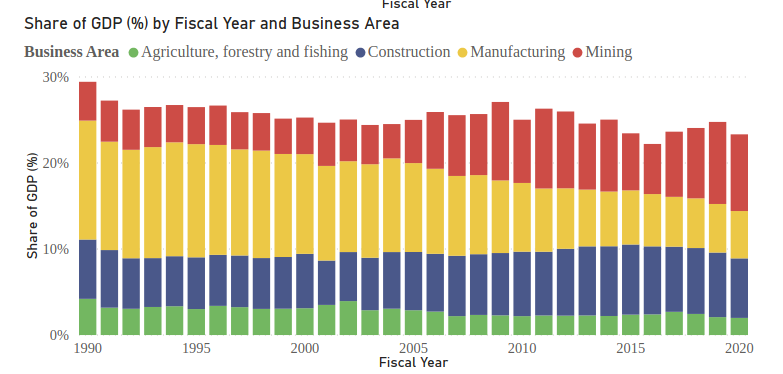 Fiscal Year
Share of GDP (%) by Fiscal Year and Business Area
Business Area Agriculture, forestry and fishing Construction Manufacturing Mining
30%
20%
10%
0%
Share of GDP (%)
1990 1995 2000 2005 2010 2015 2020
Fiscal Year